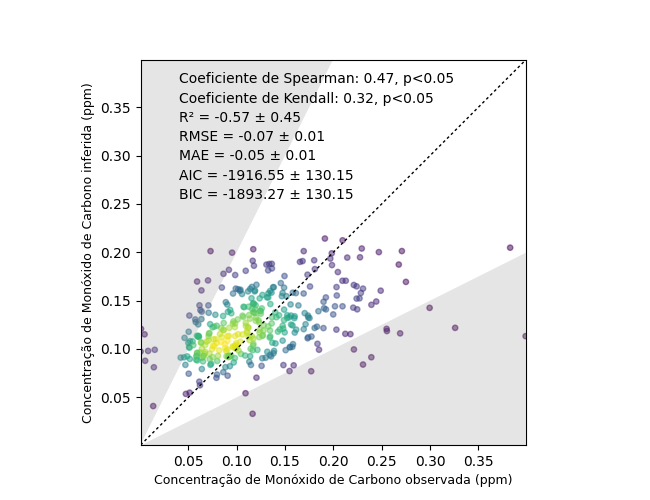 Coeficiente de Spearman: 0.47, p<0.05
Coeficiente de Kendall: 0.32, p<0.05
R² = -0.57 ± 0.45
RMSE = -0.07 ± 0.01
MAE = -0.05 ± 0.01
AIC = -1916.55 ± 130.15
BIC = -1893.27 ± 130.15
Concentração de Monóxido de Carbono inferida (ppm)
0.35
0.30
0.25
0.20
0.15
0.10
0.05
0.05 0.10 0.15 0.20 0.25 0.30 0.35
Concentração de Monóxido de Carbono observada (ppm)